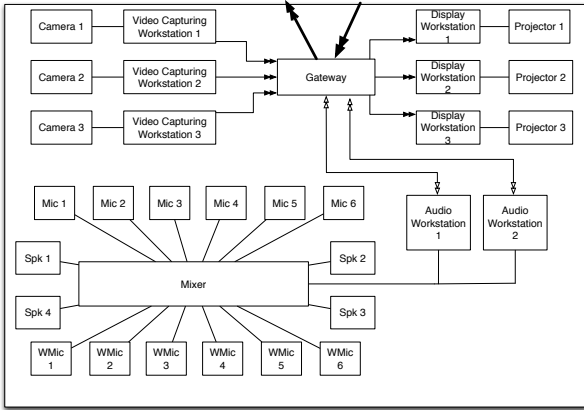 Camera 1
Video Capturing
Workstation 1
Display
Workstation
1
Projector 1
Camera 2
Video Capturing
Workstation 2
Gateway
Display
Workstation
2
Projector 2
Camera 3
Video Capturing
Workstation 3
Display
Workstation
3
Projector 3
Mic 1
Mic 2
Mic 3
Mic 4
Mic 5
Mic 6
Audio
Workstation
1
Audio
Workstation
2
Spk 1
Spk 2
Mixer
Spk 4
Spk 3
WMic
1
WMic
2
WMic
3
WMic
4
WMic
5
WMic
6